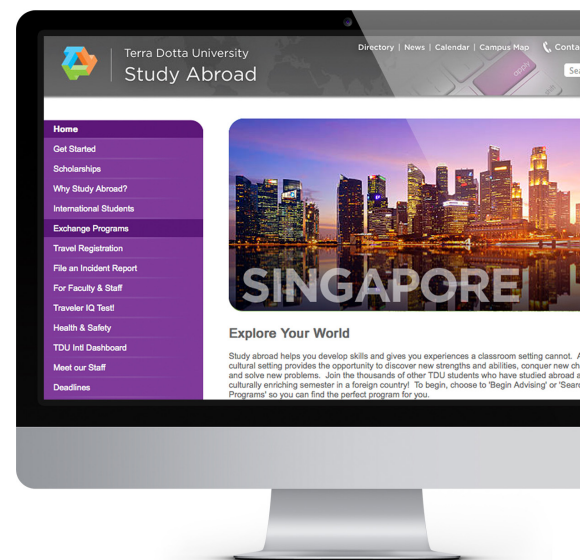 Terra Dotta University
Study Abroad
Directory | News | Calendar | Campus Map
apply
Home
Get Started
Scholarships
Why Study Abroad?
International Students
Exchange Programs
Travel Registration
File an Incident Report
For Faculty & Staff
Traveler IQ Test!
Health & Safety
TDU Intl Dashboard
Meet our Staff
Deadlines
SINGAPORE
Explore Your World
Study abroad helps you develop skills and gives you experiences a classroom setting cannot. A
cultural setting provides the opportunity to discover new strengths and abilities, conquer new ch
and solve new problems. Join the thousands of other TDU students who have studied abroad a
culturally enriching semester in a foreign country! To begin, choose to 'Begin Advising' or 'Sear
Programs' so you can find the perfect program for you.